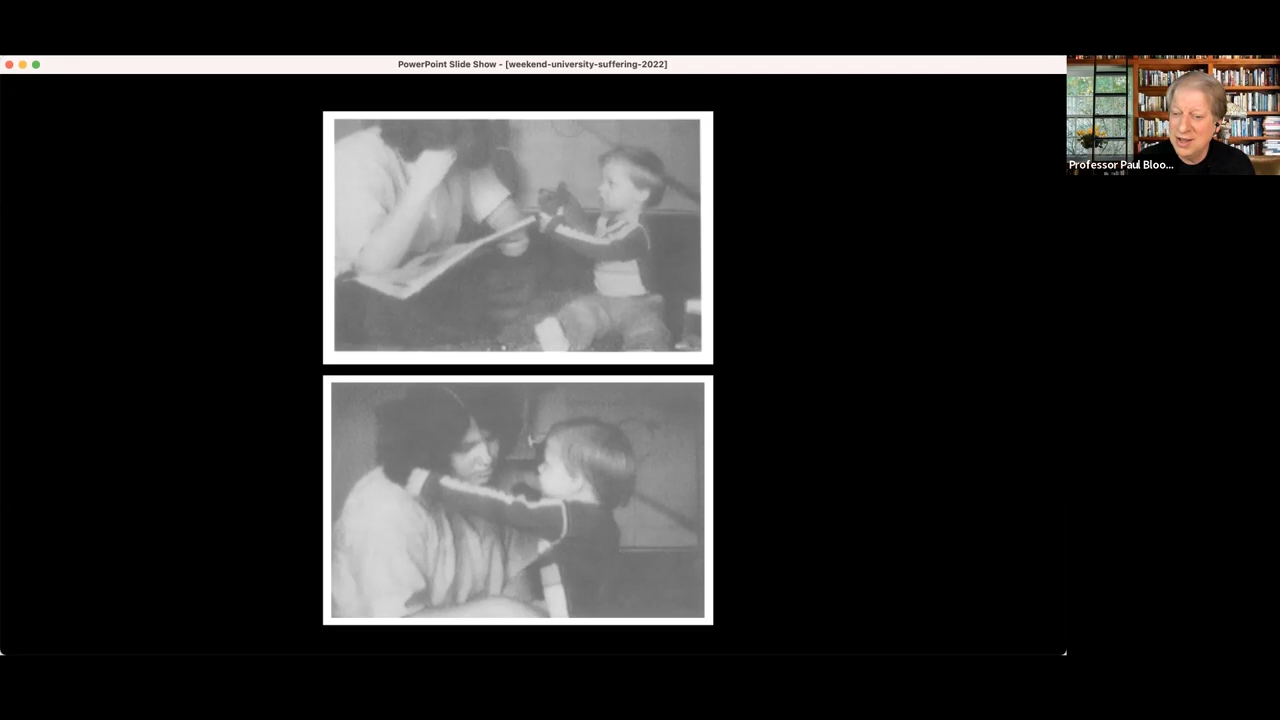 PowerPoint Slide Show - [weekend-university-suffering-2022]
Professor Paul Bloo...